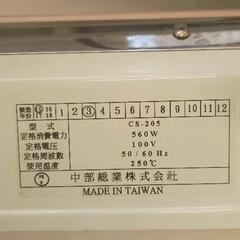 製造 16 1 2 3 4 5 6 7 8 9 10 11 12
年份 17 18
型式 CS-205
定格消費電力 560W
定格電圧 100V
定格周波数 50/60Hz
使用温度 250℃
中部総業株式会社
MADE IN TAIWAN